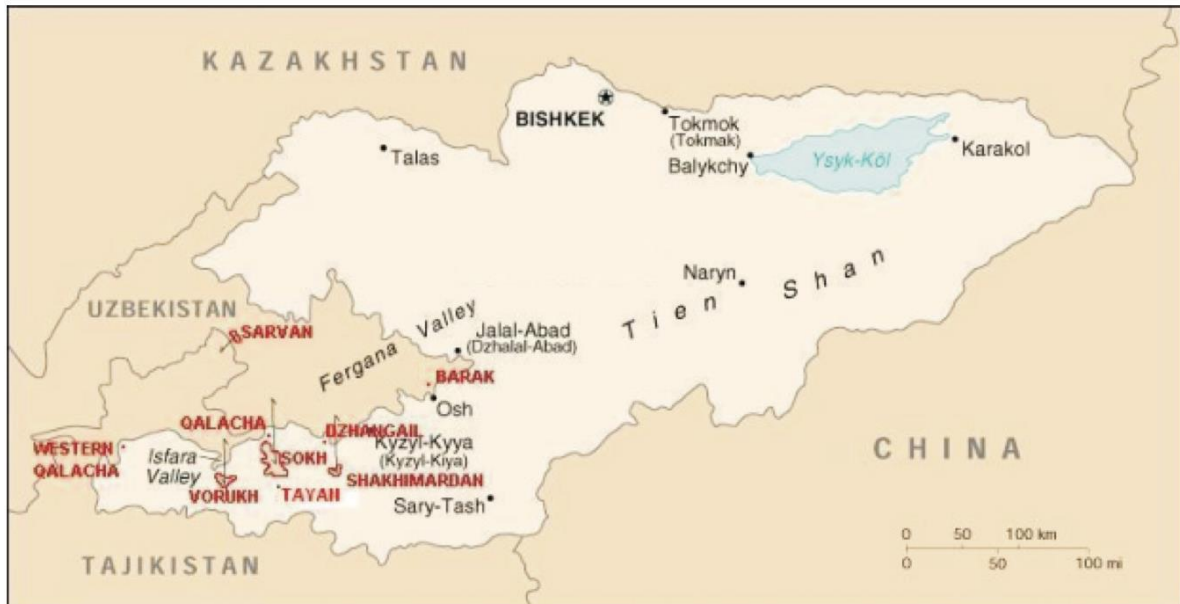 KAZAKHSTAN
BISHKEK
Tokmok
(Tokmak)
Talas
Balykchy
Ysyk-Köl
Karakol
Naryn
Tien Shan
UZBEKISTAN
SARVAN
Fergana Valley
Jalal-Abad
(Dzhalal-Abad)
BARAK
Osh
QALACHA
DZHANGAIL
Kyzyl-Kyya
(Kyzyl-Kiya)
WESTERN
QALACHA
Isfara
Valley
SOKH
CHINA
VORUKH
TAYAN
SHAKHIMARDAN
Sary-Tash
TAJIKISTAN
0 50 100 km
0 50 100 mi